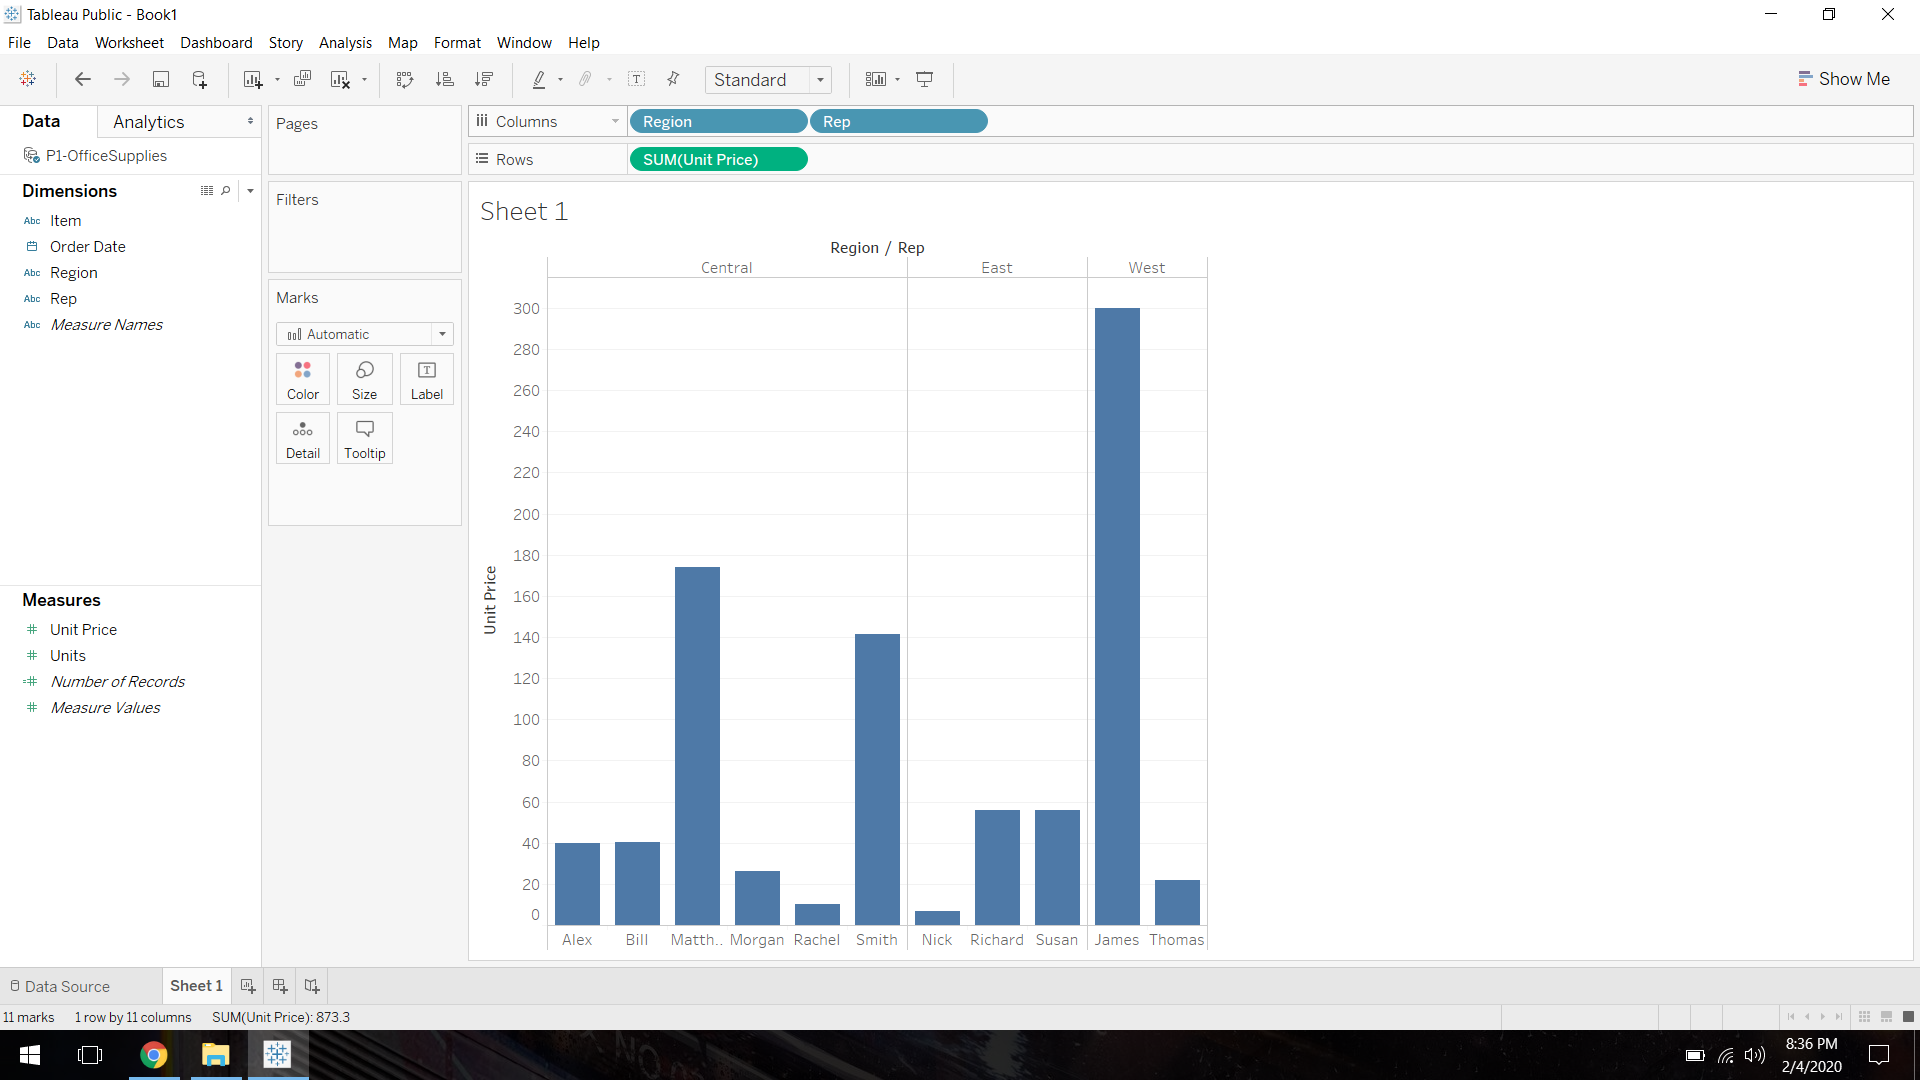 Tableau Public - Book1
File Data Worksheet Dashboard Story Analysis Map Format Window Help
Standard
Show Me
Data Analytics
P1-OfficeSupplies
Dimensions
Abc Item
Order Date
Abc Region
Abc Rep
Abc Measure Names
Measures
Unit Price
Units
Number of Records
Measure Values
Pages
Filters
Marks
Automatic
Color Size Label
Detail Tooltip
Columns Region Rep
Rows SUM(Unit Price)
Sheet 1
Region / Rep
Central East West
Unit Price
300
280
260
240
220
200
180
160
140
120
100
80
60
40
20
0
Alex Bill Matth.. Morgan Rachel Smith Nick Richard Susan James Thomas
Data Source Sheet 1
11 marks 1 row by 11 columns SUM(Unit Price): 873.3
8:36 PM
2/4/2020